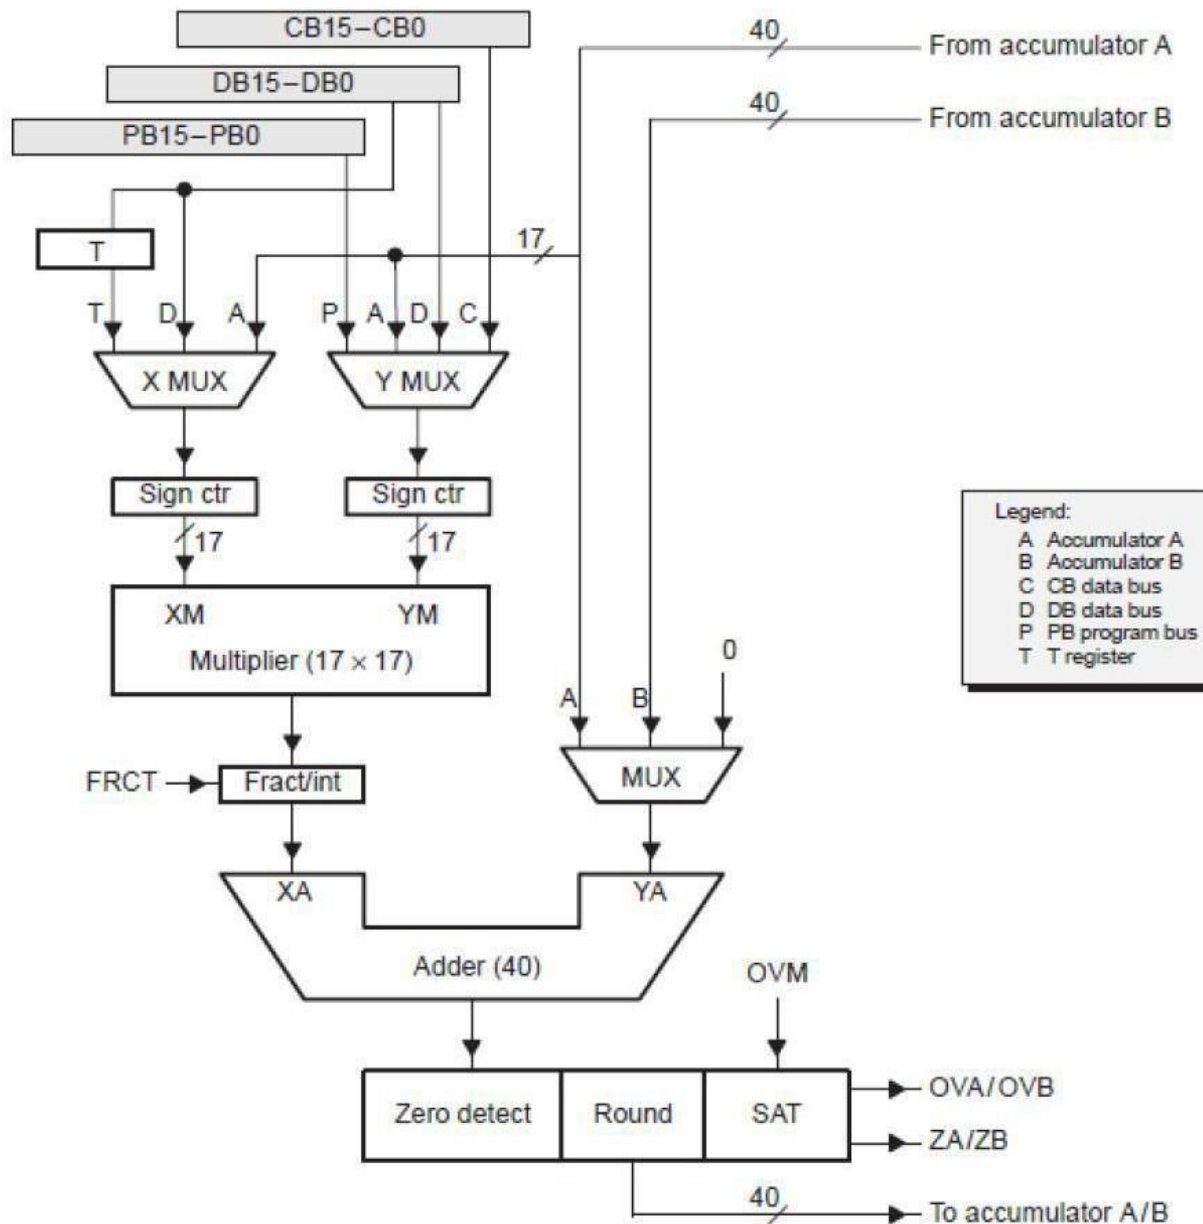 CB15–CB0
40
From accumulator A
DB15–DB0
40
From accumulator B
PB15–PB0
T
17
T D A
P A D C
X MUX
Y MUX
Sign ctr
Sign ctr
17
17
XM
YM
Multiplier (17 × 17)
Legend:
A Accumulator A
B Accumulator B
C CB data bus
D DB data bus
P PB program bus
T T register
A
B
0
MUX
FRCT
Fract/int
XA
YA
Adder (40)
OVM
Zero detect
Round
SAT
OVA/OVB
ZA/ZB
40
To accumulator A/B